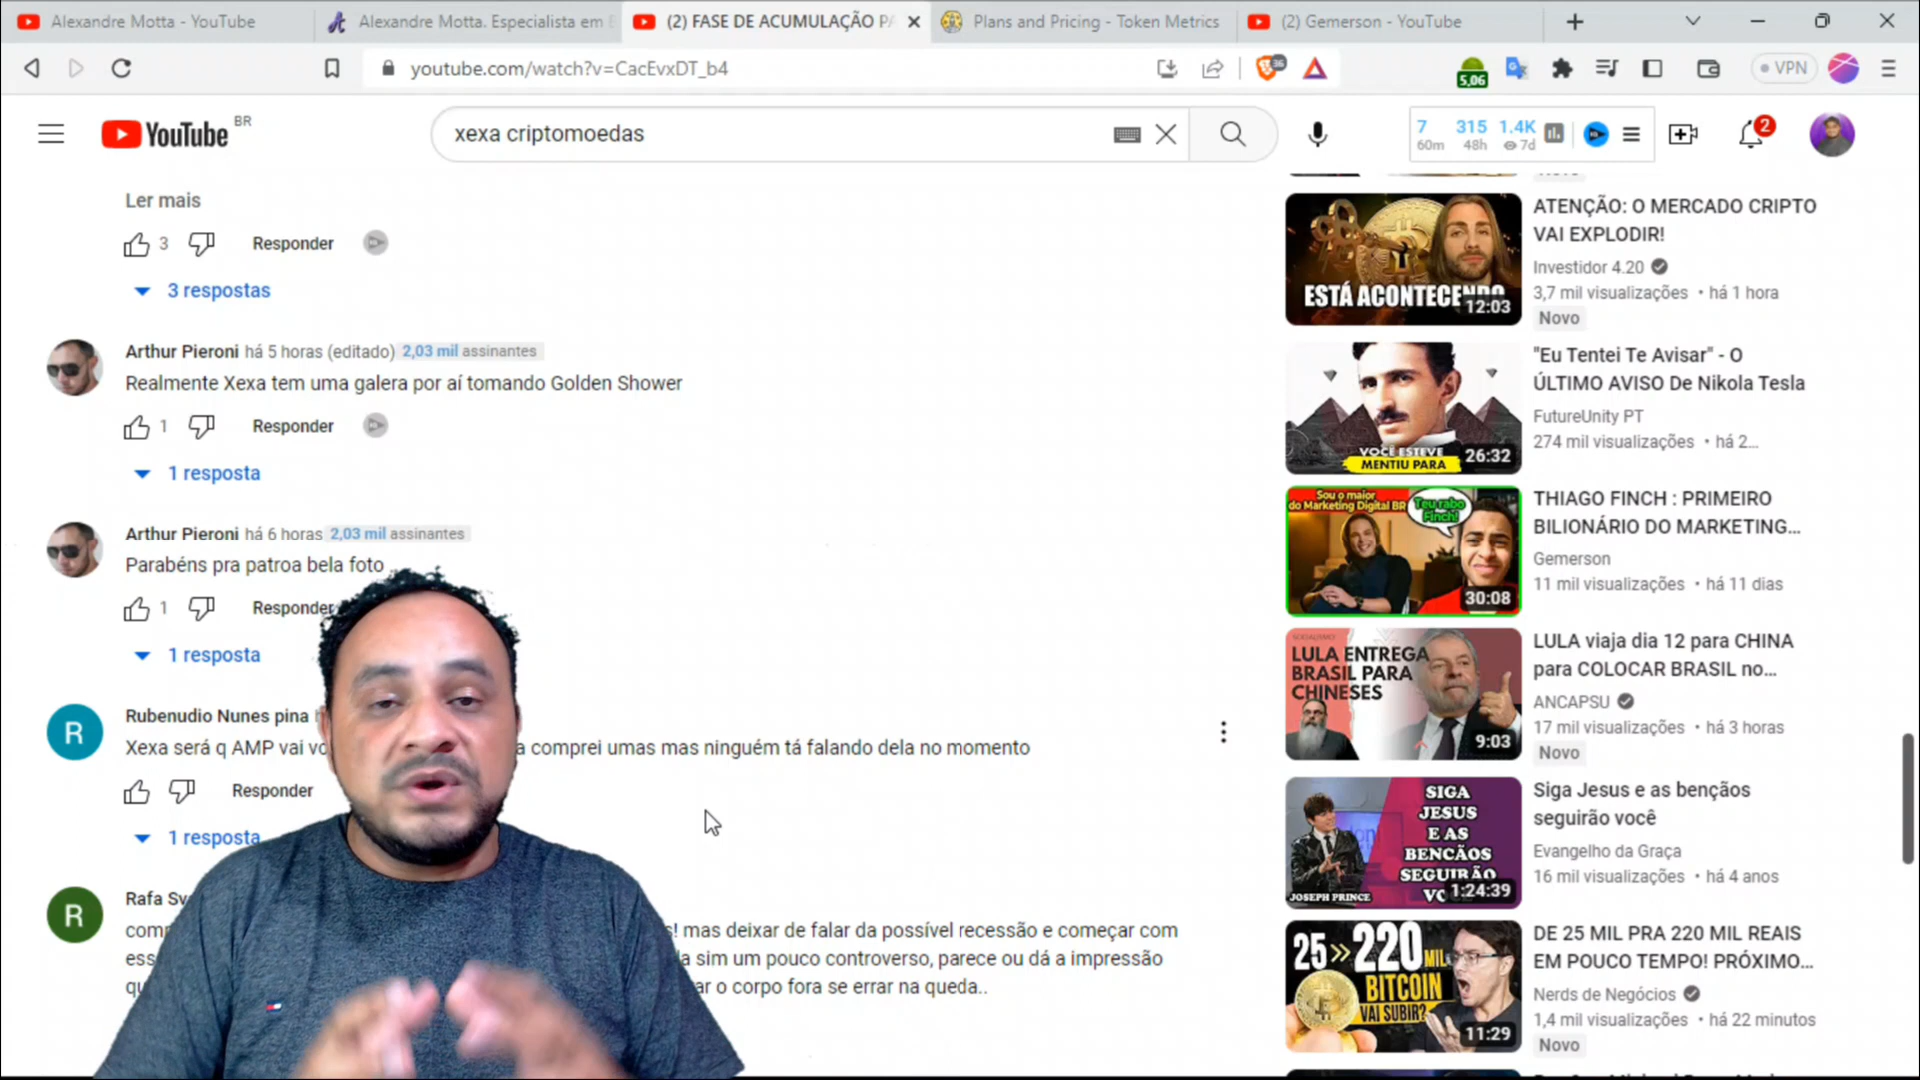 Alexandre Motta - YouTube
Alexandre Motta. Especialista em
(2) FASE DE ACUMULAÇÃO
Plans and Pricing - Token Metrics
(2) Gemerson - YouTube
youtube.com/watch?v=CacEvxDT_b4
36
5,06
VPN
YouTube BR
xexa criptomoedas
7 315 1.4K
60m 48h 7d
2
Ler mais
3 Responder
3 respostas
Arthur Pieroni há 5 horas (editado) 2,03 mil assinantes
Realmente Xexa tem uma galera por aí tomando Golden Shower
1 Responder
1 resposta
Arthur Pieroni há 6 horas 2,03 mil assinantes
Parabéns pra patroa bela foto
1 Responder
1 resposta
Rubenudio Nunes pina
R
Xexa será q AMP vai comprei umas mas ninguém tá falando dela no momento
Responder
1 resposta
Rafa
R
mas deixar de falar da possível recessão e começar com
sim um pouco controverso, parece ou dá a impressão
o corpo fora se errar na queda..
ESTÁ ACONTECENDO
12:03
ATENÇÃO: O MERCADO CRIPTO
VAI EXPLODIR!
Investidor 4.20
3,7 mil visualizações • há 1 hora
Novo
VOCÊ ESTEVE
MENTIU PARA
26:32
"Eu Tentei Te Avisar" - O
ÚLTIMO AVISO De Nikola Tesla
FutureUnity PT
274 mil visualizações • há 2...
Sou o maior
do Marketing Digital BR
Teu rabo
Finch!
30:08
THIAGO FINCH : PRIMEIRO
BILIONÁRIO DO MARKETING...
Gemerson
11 mil visualizações • há 11 dias
SOCIALISMO
LULA ENTREGA
BRASIL PARA
CHINESES
9:03
LULA viaja dia 12 para CHINA
para COLOCAR BRASIL no...
ANCAPSU
17 mil visualizações • há 3 horas
Novo
SIGA
JESUS
E AS
BENCÃOS
SEGUIRÃO
JOSEPH PRINCE
1:24:39
Siga Jesus e as bençãos
seguirão você
Evangelho da Graça
16 mil visualizações • há 4 anos
25 >> 220 MIL
BITCOIN
VAI SUBIR?
11:29
DE 25 MIL PRA 220 MIL REAIS
EM POUCO TEMPO! PRÓXIMO...
Nerds de Negócios
1,4 mil visualizações • há 22 minutos
Novo